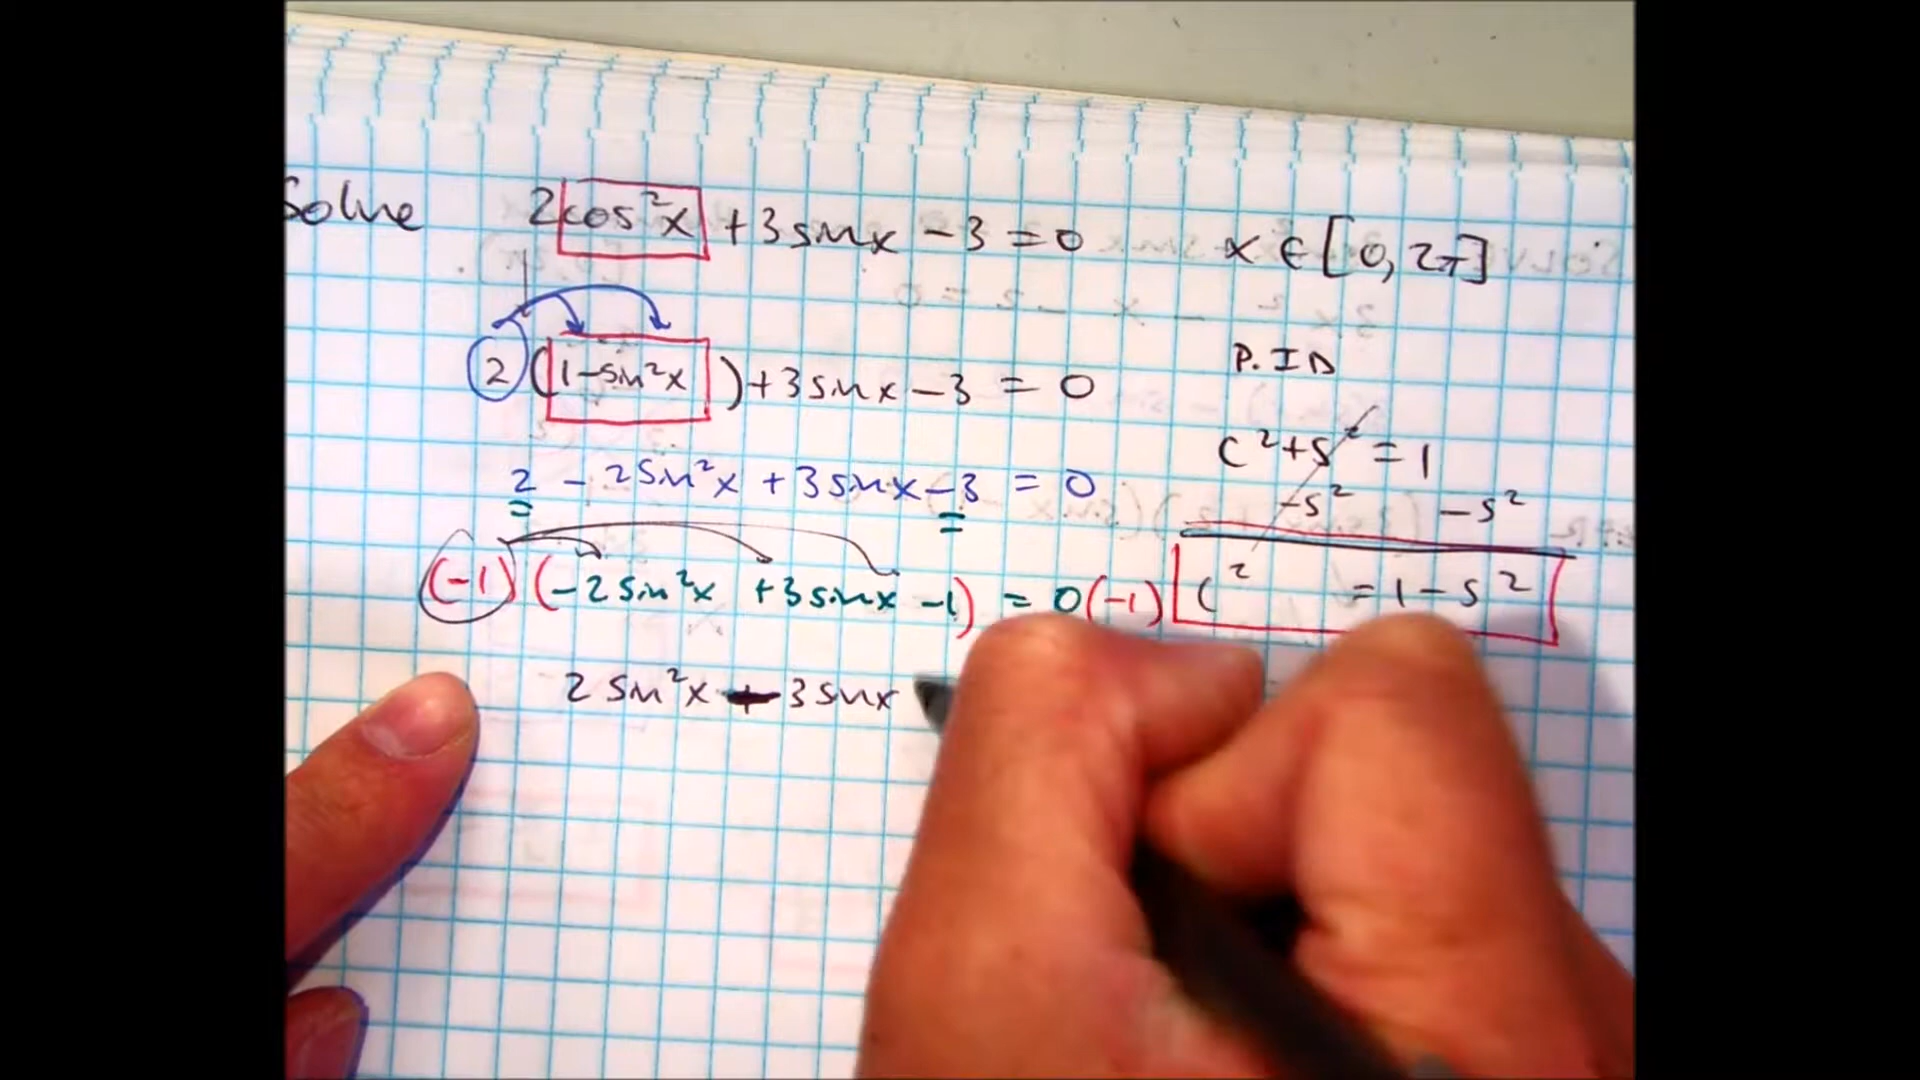 Solve 2cos²x +3sinx -3 =0 x ∈ [0, 2π]
2 (1-sin²x) +3sinx -3 = 0
P.ID
c²+s² = 1
2 - 2sin²x +3sinx -3 = 0
-s² -s²
(-1) (-2sin²x +3sinx -1) = 0(-1)
c² = 1-s²
2sin²x - 3sinx